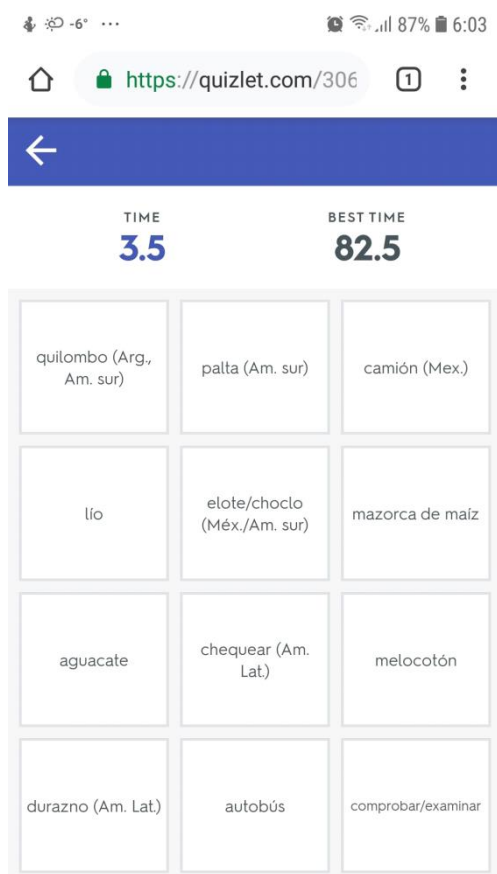 -6° ... 87% 6:03
https://quizlet.com/306 1
TIME BEST TIME
3.5 82.5
quilombo (Arg.,
Am. sur)
palta (Am. sur)
camión (Mex.)
lío
elote/choclo
(Méx./Am. sur)
mazorca de maíz
aguacate
chequear (Am.
Lat.)
melocotón
durazno (Am. Lat.)
autobús
comprobar/examinar